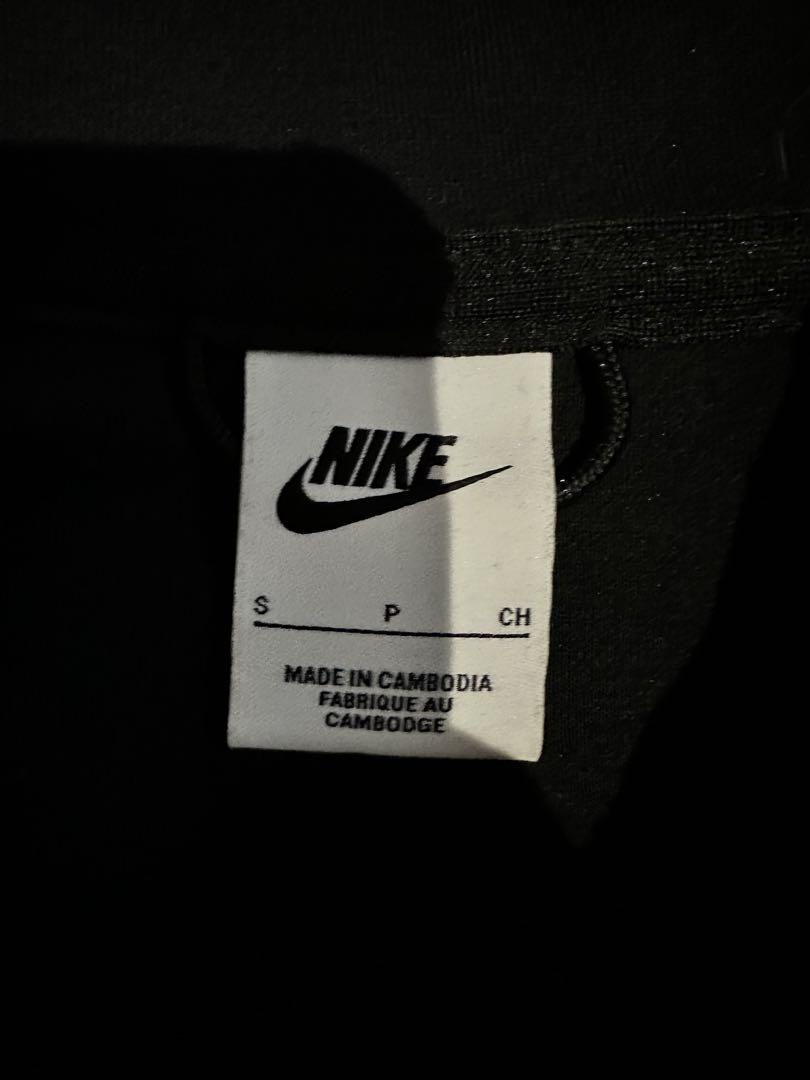 NIKE
S P CH
MADE IN CAMBODIA
FABRIQUE AU
CAMBODGE